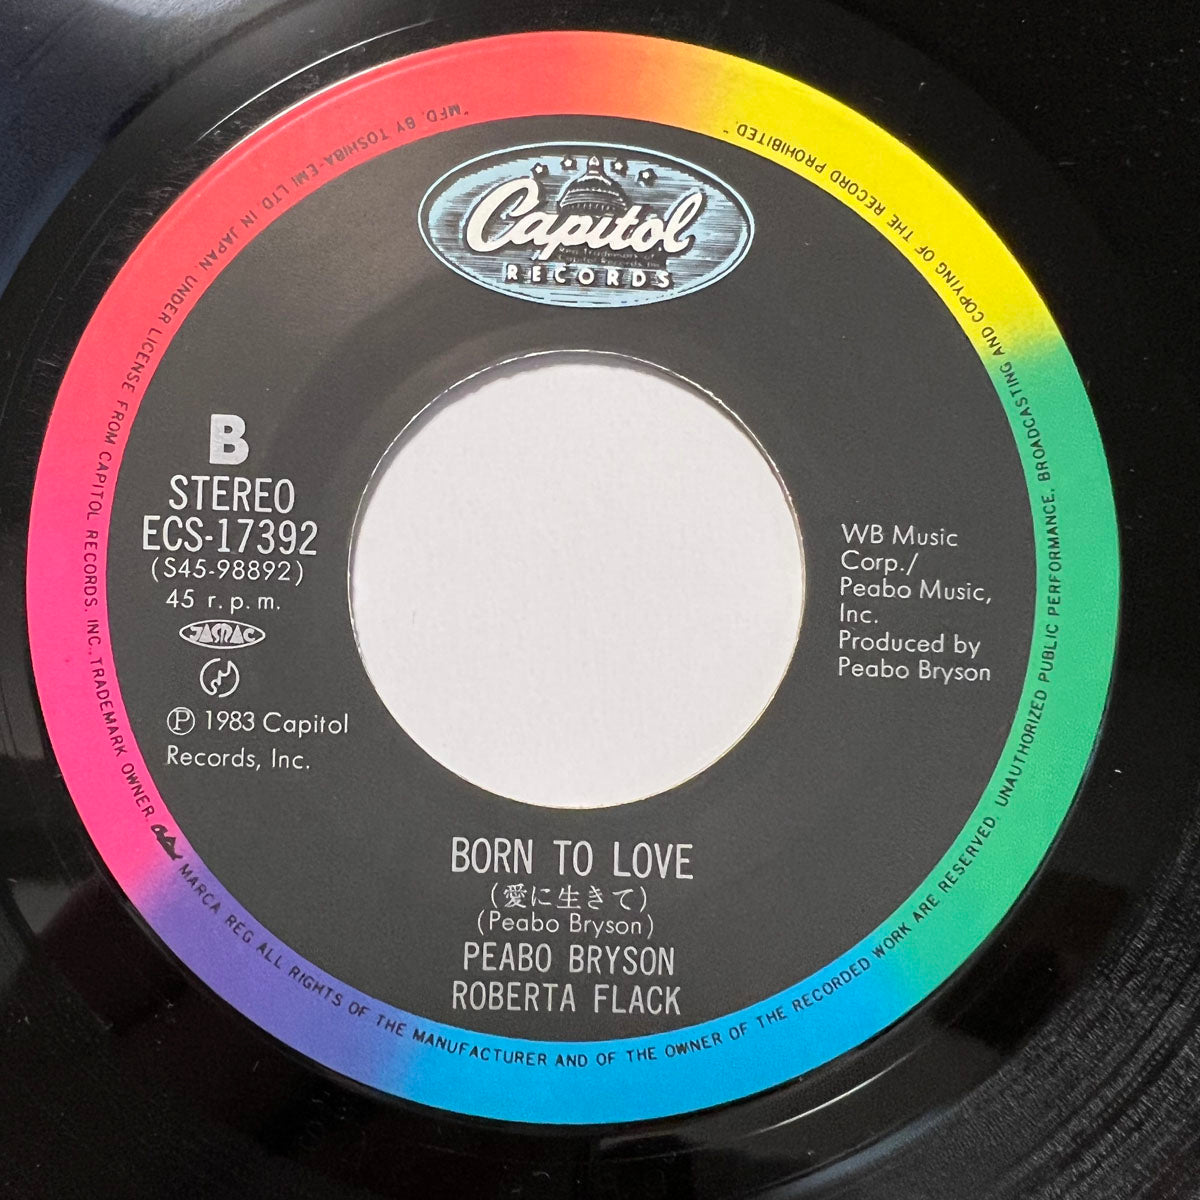 Capitol
RECORDS
B
STEREO
ECS-17392
(S45-98892)
45 r.p.m.
JASRAC
Ⓟ 1983 Capitol
Records, Inc.
WB Music
Corp./
Peabo Music,
Inc.
Produced by
Peabo Bryson
BORN TO LOVE
(愛に生きて)
(Peabo Bryson)
PEABO BRYSON
ROBERTA FLACK
"MFD. BY TOSHIBA-EMI LTD IN JAPAN. UNDER LICENSE FROM CAPITOL RECORDS, INC., TRADEMARK OWNER. MARCA REG ALL RIGHTS OF THE MANUFACTURER AND OF THE OWNER OF THE RECORDED WORK ARE RESERVED. UNAUTHORIZED PUBLIC PERFORMANCE, BROADCASTING AND COPYING OF THE RECORD PROHIBITED."